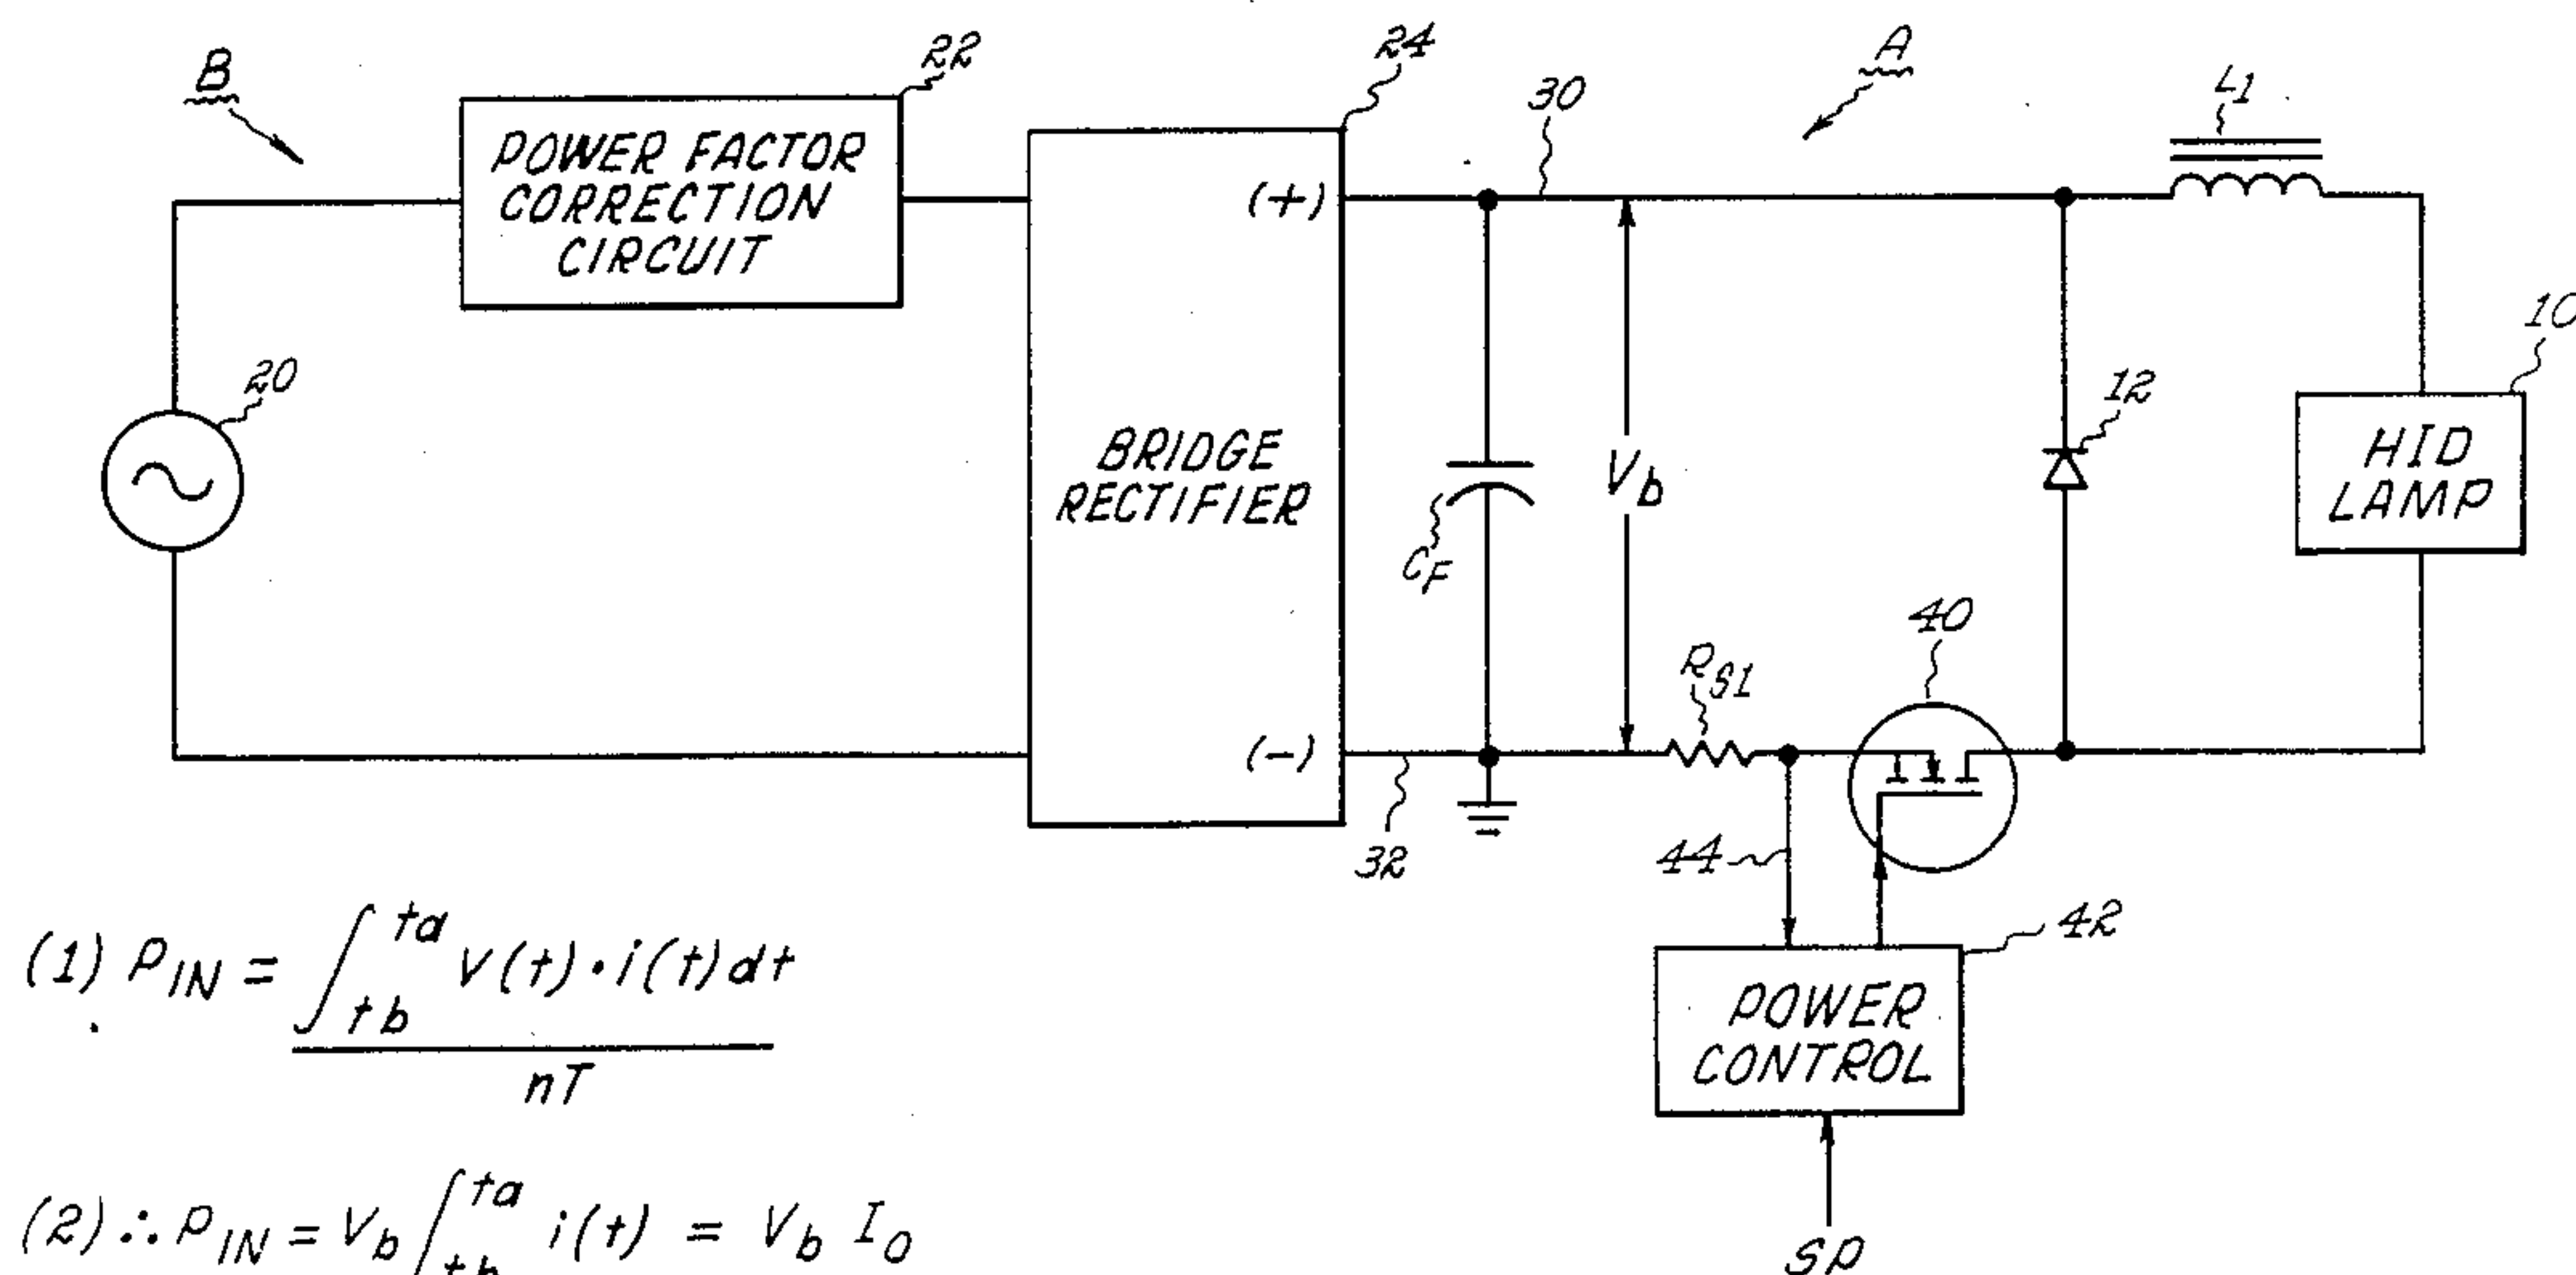 B
22
24
A
POWER FACTOR
CORRECTION
CIRCUIT
30
L1
(+)
10
20
12
BRIDGE
RECTIFIER
Vb
HID
LAMP
CF
40
RS1
(-)
32
44
42
(1) PIN = ∫ta tb V(t)·i(t)dt
nT
POWER
CONTROL
(2) ∴ PIN = Vb ∫ta tb i(t) = Vb Io
SP